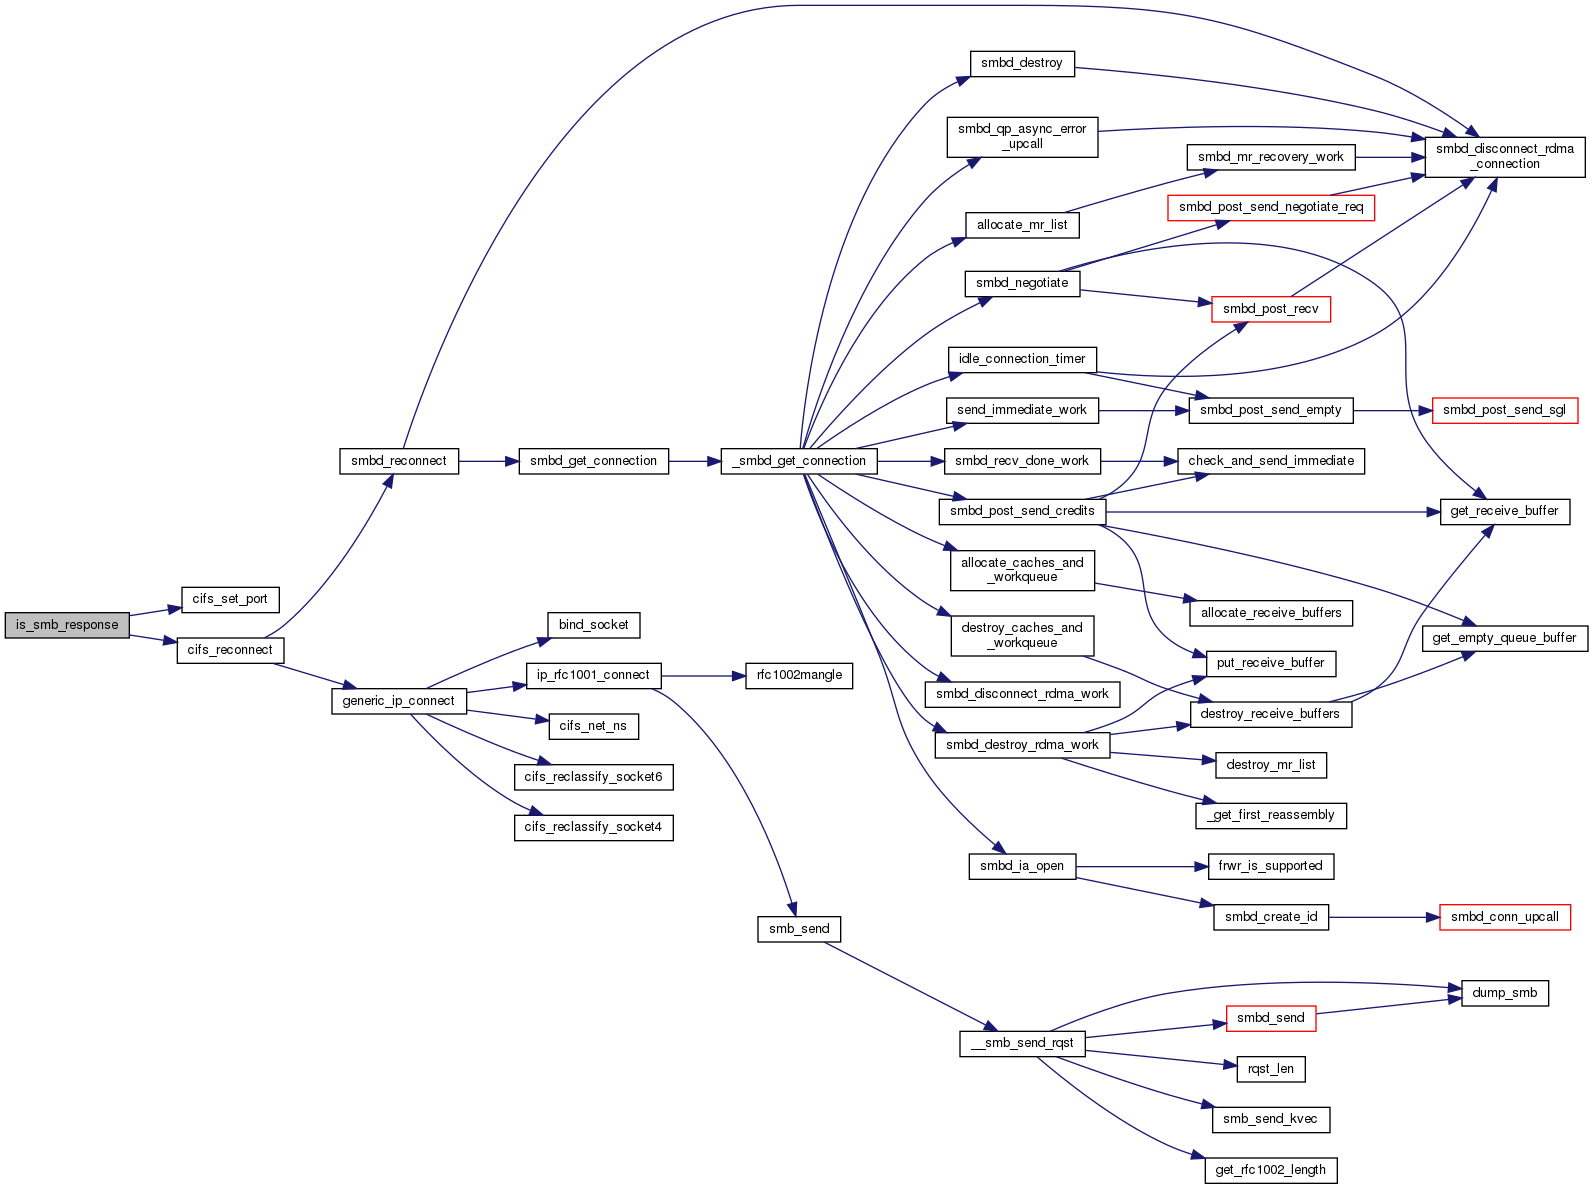 smbd_destroy
smbd_qp_async_error
_upcall
smbd_disconnect_rdma
_connection
smbd_mr_recovery_work
smbd_post_send_negotiate_req
allocate_mr_list
smbd_negotiate
smbd_post_recv
idle_connection_timer
send_immediate_work
smbd_post_send_empty
smbd_post_send_sgl
smbd_reconnect
smbd_get_connection
_smbd_get_connection
smbd_recv_done_work
check_and_send_immediate
smbd_post_send_credits
get_receive_buffer
allocate_caches_and
_workqueue
cifs_set_port
allocate_receive_buffers
is_smb_response
bind_socket
destroy_caches_and
_workqueue
get_empty_queue_buffer
cifs_reconnect
put_receive_buffer
ip_rfc1001_connect
rfc1002mangle
smbd_disconnect_rdma_work
generic_ip_connect
destroy_receive_buffers
cifs_net_ns
smbd_destroy_rdma_work
destroy_mr_list
cifs_reclassify_socket6
_get_first_reassembly
cifs_reclassify_socket4
smbd_ia_open
frwr_is_supported
smbd_create_id
smbd_conn_upcall
smb_send
dump_smb
smbd_send
__smb_send_rqst
rqst_len
smb_send_kvec
get_rfc1002_length